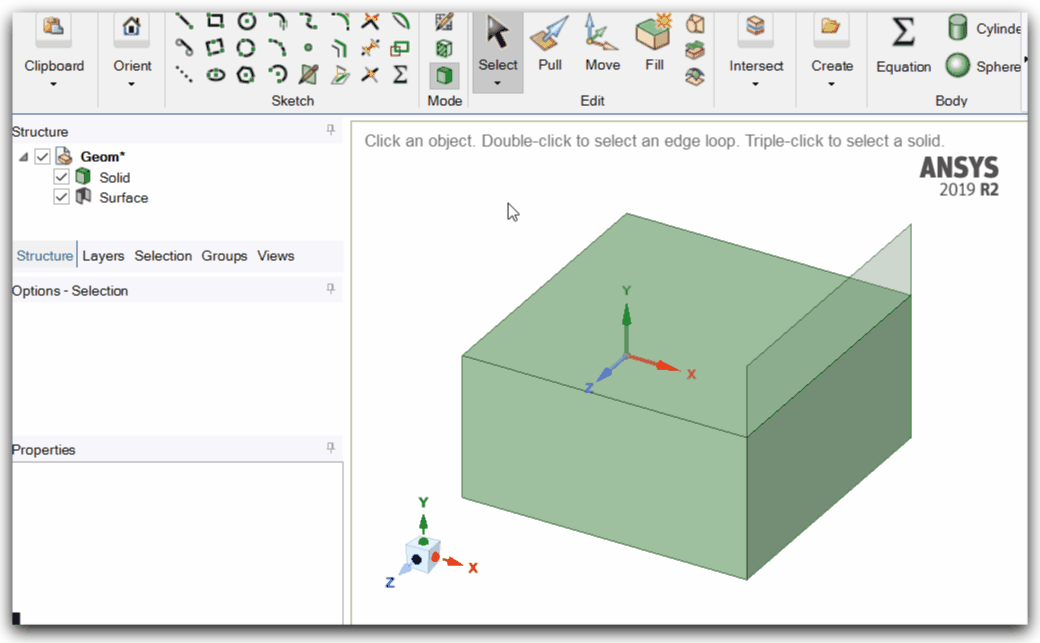 Clipboard
Orient
Sketch
Mode
Select
Pull
Move
Fill
Edit
Intersect
Create
Equation
Cylinde
Sphere
Body
Structure
Geom*
Solid
Surface
Structure Layers Selection Groups Views
Options - Selection
Properties
Click an object. Double-click to select an edge loop. Triple-click to select a solid.
ANSYS
2019 R2
Y
X
Z
Y
X
Z